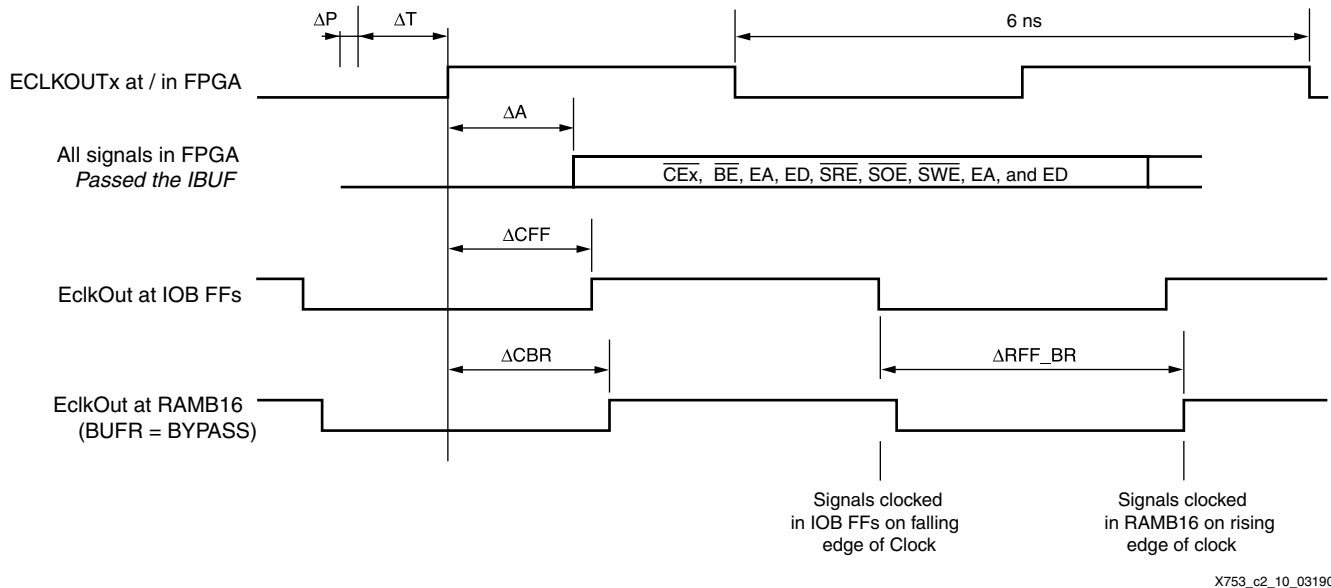 ΔP
ΔT
6 ns
ECLKOUTx at / in FPGA
ΔA
All signals in FPGA
Passed the IBUF
CEx, BE, EA, ED, SRE, SOE, SWE, EA, and ED
ΔCFF
EclkOut at IOB FFs
ΔCBR
ΔRFF_BR
EclkOut at RAMB16
(BUFR = BYPASS)
Signals clocked
in IOB FFs on falling
edge of Clock
Signals clocked
in RAMB16 on rising
edge of clock
X753_c2_10_03190